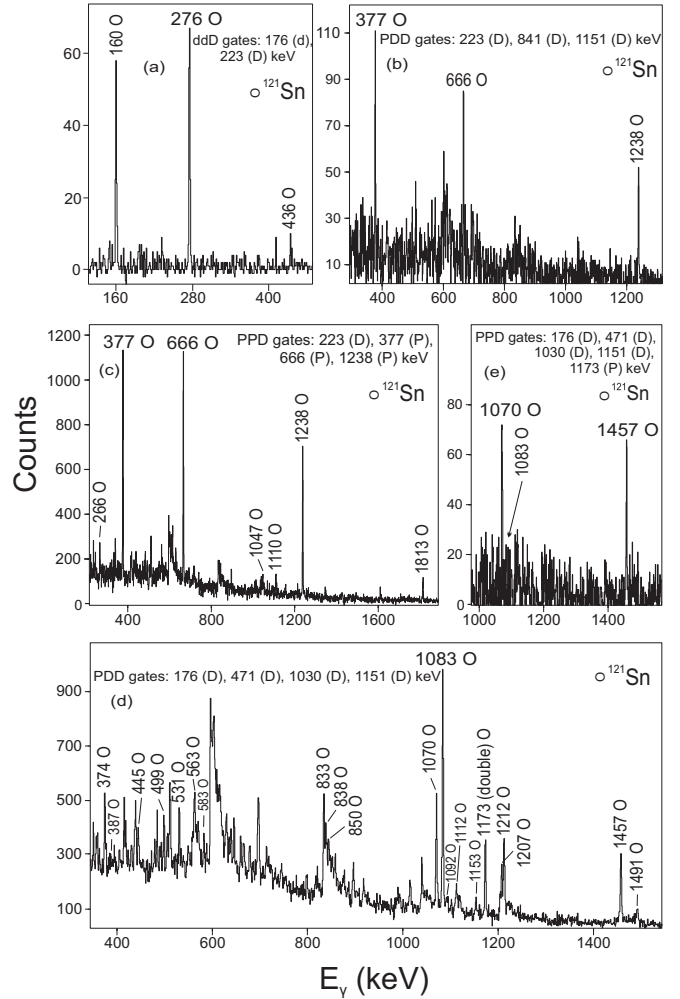 ddD gates: 176 (d),
223 (D) keV
(a)
O ¹²¹Sn
160 O
276 O
436 O
60
40
20
0
160
280
400
PDD gates: 223 (D), 841 (D), 1151 (D) keV
(b)
O ¹²¹Sn
377 O
666 O
1238 O
110
90
70
50
30
10
400
600
800
1000
1200
PPD gates: 223 (D), 377 (P),
666 (P), 1238 (P) keV
(c)
O ¹²¹Sn
377 O
666 O
266 O
1047 O
1110 O
1238 O
1813 O
1200
1000
800
600
400
200
0
400
800
1200
1600
PPD gates: 176 (D), 471 (D),
1030 (D), 1151 (D),
1173 (P) keV
(e)
O ¹²¹Sn
1070 O
1083 O
1457 O
80
60
40
20
0
1000
1200
1400
Counts
PDD gates: 176 (D), 471 (D), 1030 (D), 1151 (D) keV
(d)
O ¹²¹Sn
374 O
387 O
445 O
499 O
531 O
563 O
583 O
833 O
838 O
850 O
1070 O
1083 O
1092 O
1112 O
1153 O
1173 (double) O
1212 O
1207 O
1457 O
1491 O
900
700
500
300
100
400
600
800
1000
1200
1400
Eγ (keV)